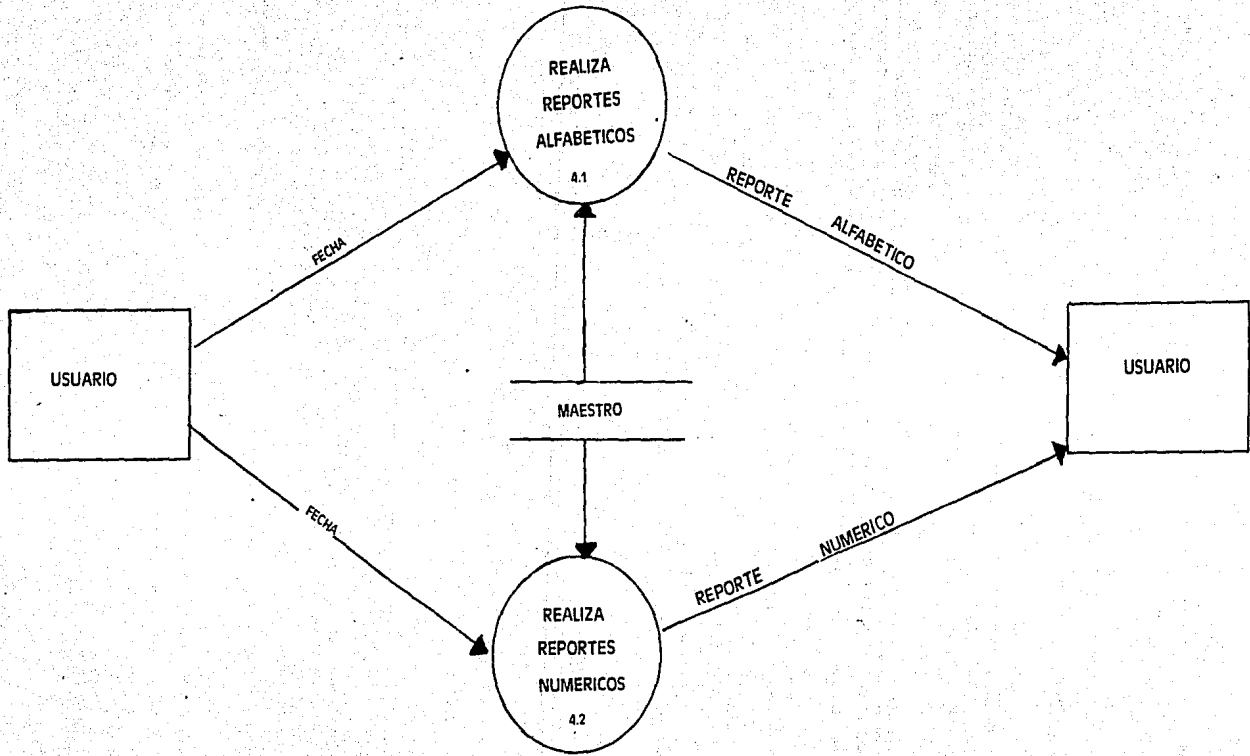 REALIZA
REPORTES
ALFABETICOS
4.1
FECHA
REPORTE ALFABETICO
USUARIO
MAESTRO
USUARIO
FECHA
REPORTE NUMERICO
REALIZA
REPORTES
NUMERICOS
4.2